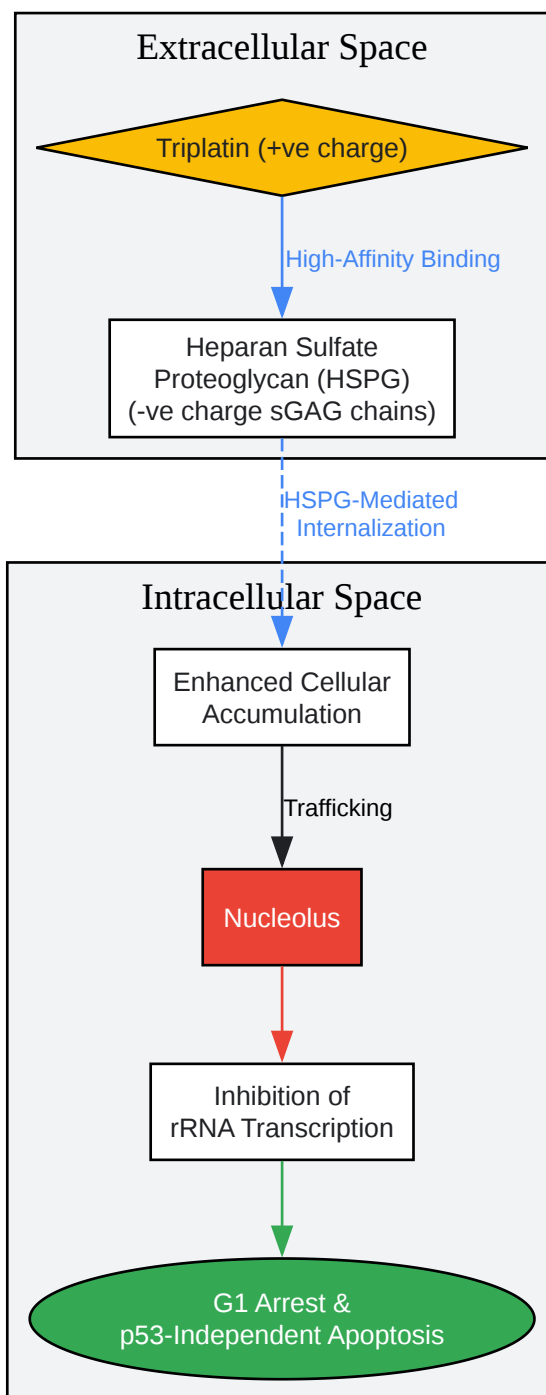 Extracellular Space
Triplatin (+ve charge)
High-Affinity Binding
Heparan Sulfate
Proteoglycan (HSPG)
(-ve charge sGAG chains)
HSPG-Mediated
Internalization
Intracellular Space
Enhanced Cellular
Accumulation
Trafficking
Nucleolus
Inhibition of
rRNA Transcription
G1 Arrest &
p53-Independent Apoptosis